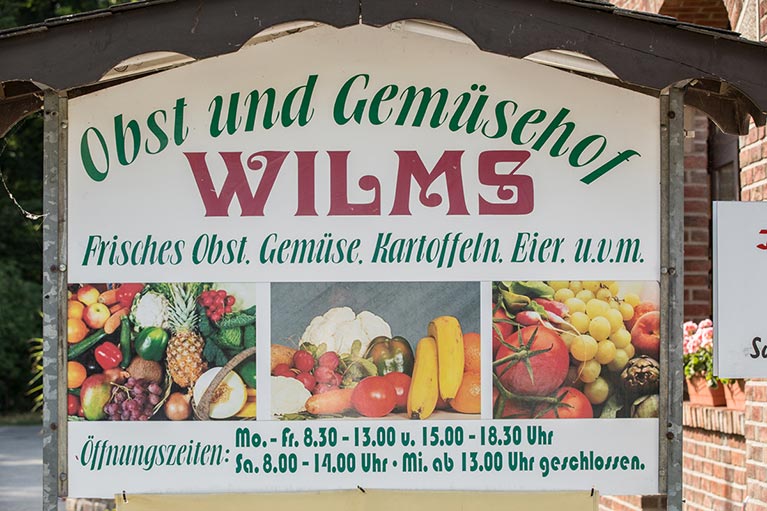 Obst und Gemüsehof
WILMS
Frisches Obst, Gemüse, Kartoffeln, Eier, u.v.m.
Öffnungszeiten: Mo. - Fr. 8.30 - 13.00 u. 15.00 - 18.30 Uhr
Sa. 8.00 - 14.00 Uhr • Mi. ab 13.00 Uhr geschlossen.